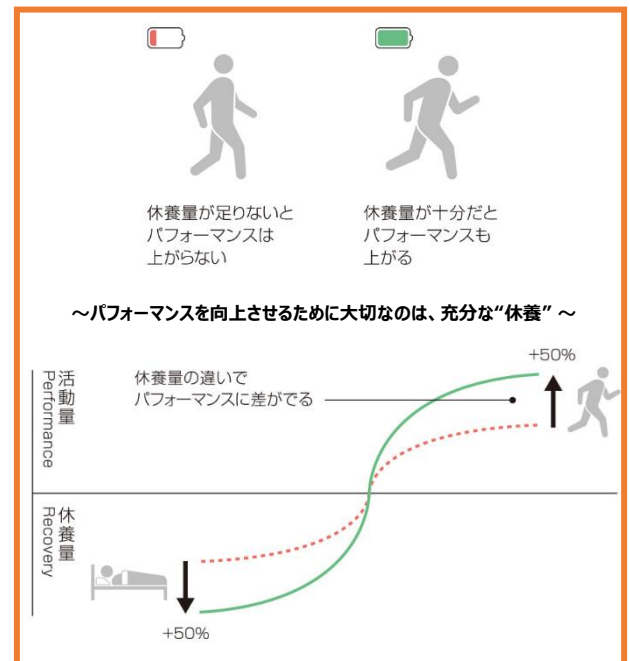 休養量が足りないと
パフォーマンスは
上がらない
休養量が十分だと
パフォーマンスも
上がる
～パフォーマンスを向上させるために大切なのは、充分な“休養” ～
+50%
活動量
Performance
休養量の違いで
パフォーマンスに差がでる
休養量
Recovery
+50%